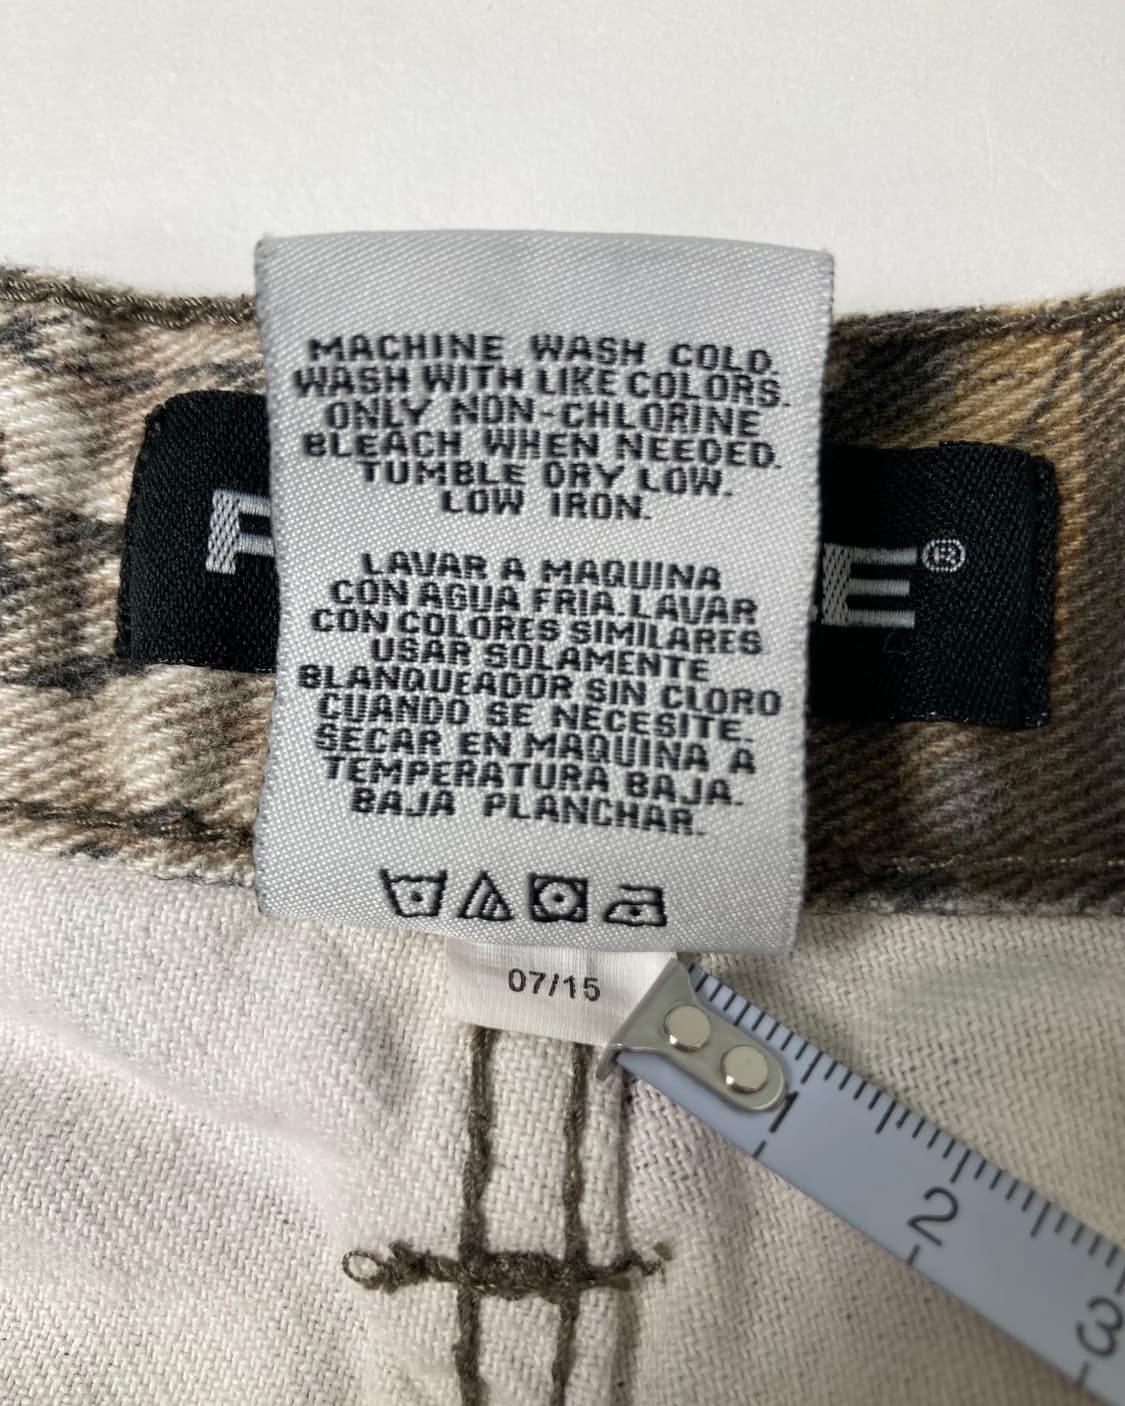 MACHINE WASH COLD.
WASH WITH LIKE COLORS.
ONLY NON-CHLORINE
BLEACH WHEN NEEDED.
TUMBLE DRY LOW.
LOW IRON.
LAVAR A MAQUINA
CON AGUA FRIA.LAVAR
CON COLORES SIMILARES
USAR SOLAMENTE
BLANQUEADOR SIN CLORO
CUANDO SE NECESITE.
SECAR EN MAQUINA A
TEMPERATURA BAJA.
BAJA PLANCHAR.
E®
07/15
1
2
3